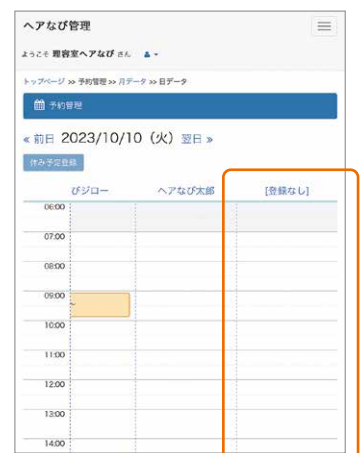 ヘアなび管理
ようこそ 理容室ヘアなび さん
トップページ >> 予約管理 >> 月データ >> 日データ
予約管理
« 前日 2023/10/10（火）翌日 »
休み予定登録
びジロー ヘアなび太郎 [登録なし]
06:00
07:00
08:00
09:00
~
10:00
11:00
12:00
13:00
14:00